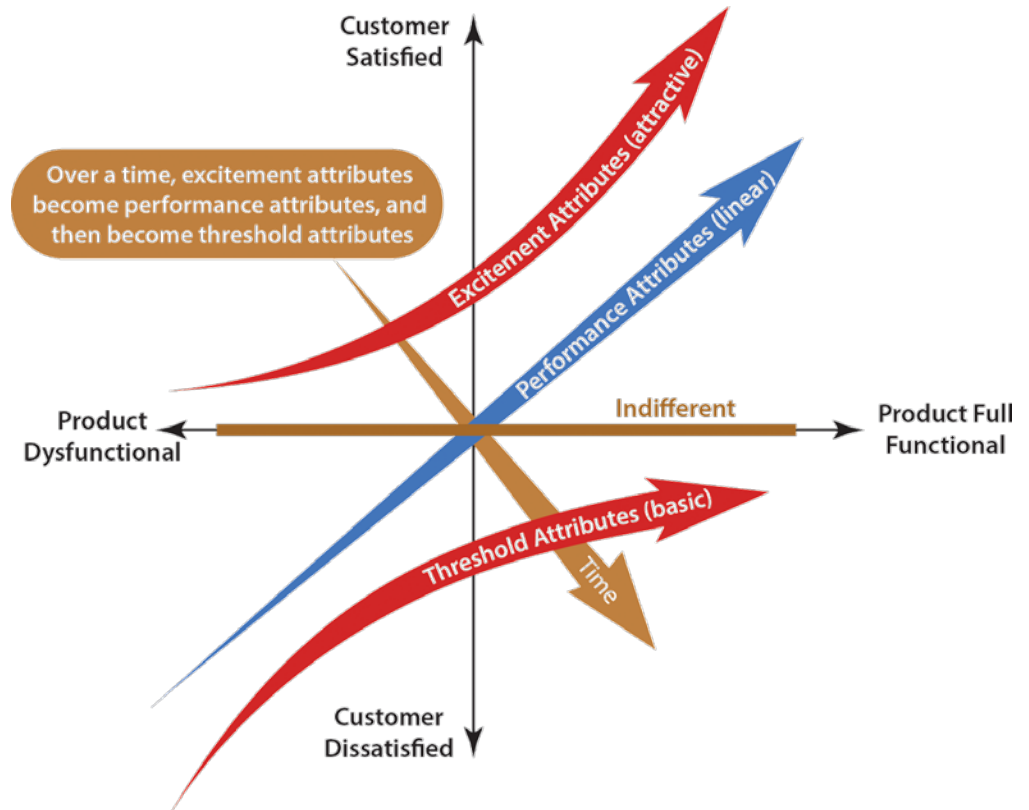 Customer
Satisfied
Over a time, excitement attributes
become performance attributes, and
then become threshold attributes
Excitement Attributes (attractive)
Performance Attributes (linear)
Indifferent
Product
Dysfunctional
Product Full
Functional
Threshold Attributes (basic)
Time
Customer
Dissatisfied